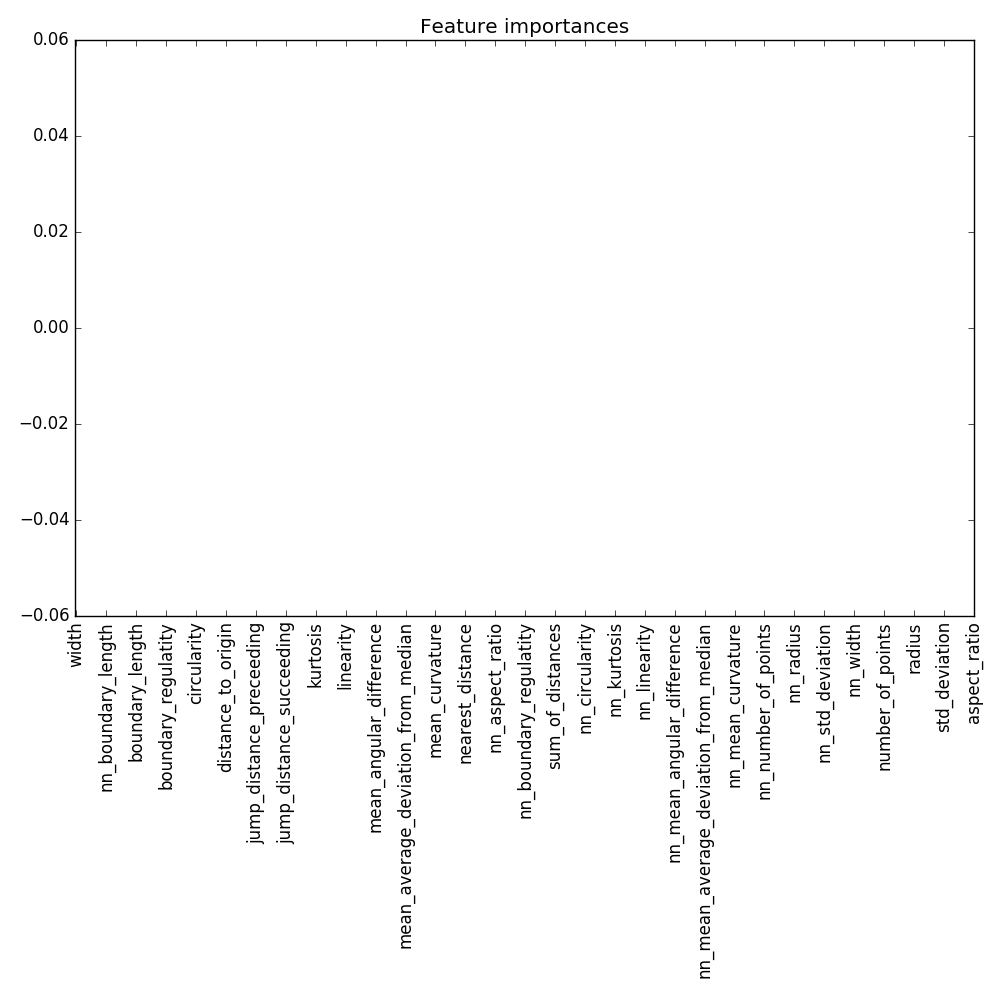 Feature importances
0.06
0.04
0.02
0.00
−0.02
−0.04
−0.06
width
nn_boundary_length
boundary_length
boundary_regulatity
circularity
distance_to_origin
jump_distance_preceeding
jump_distance_succeeding
kurtosis
linearity
mean_angular_difference
mean_average_deviation_from_median
mean_curvature
nearest_distance
nn_aspect_ratio
nn_boundary_regulatity
sum_of_distances
nn_circularity
nn_kurtosis
nn_linearity
nn_mean_angular_difference
nn_mean_average_deviation_from_median
nn_mean_curvature
nn_number_of_points
nn_radius
nn_std_deviation
nn_width
number_of_points
radius
std_deviation
aspect_ratio